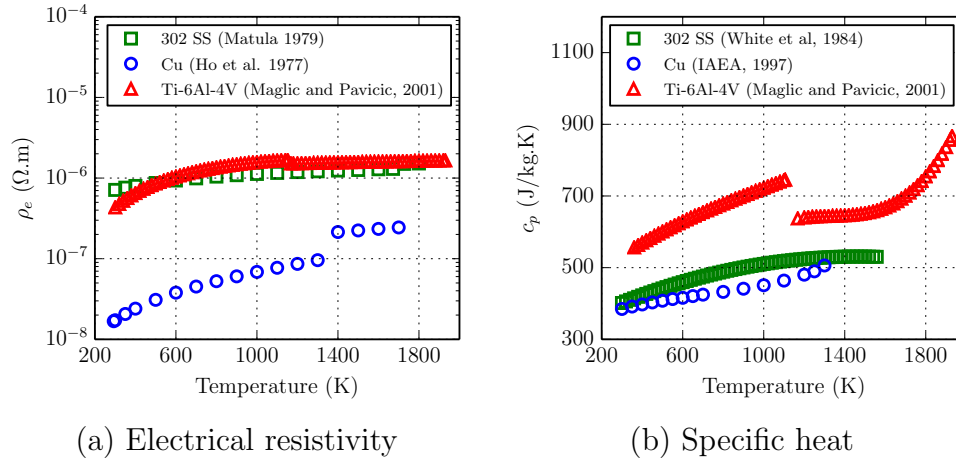 10⁻⁴
10⁻⁵
10⁻⁶
10⁻⁷
10⁻⁸
ρₑ (Ω.m)
302 SS (Matula 1979)
Cu (Ho et al. 1977)
Ti-6Al-4V (Maglic and Pavicic, 2001)
200 600 1000 1400 1800
Temperature (K)
(a) Electrical resistivity
1100
900
700
500
300
cₚ (J/kg.K)
302 SS (White et al, 1984)
Cu (IAEA, 1997)
Ti-6Al-4V (Maglic and Pavicic, 2001)
200 600 1000 1400 1800
Temperature (K)
(b) Specific heat